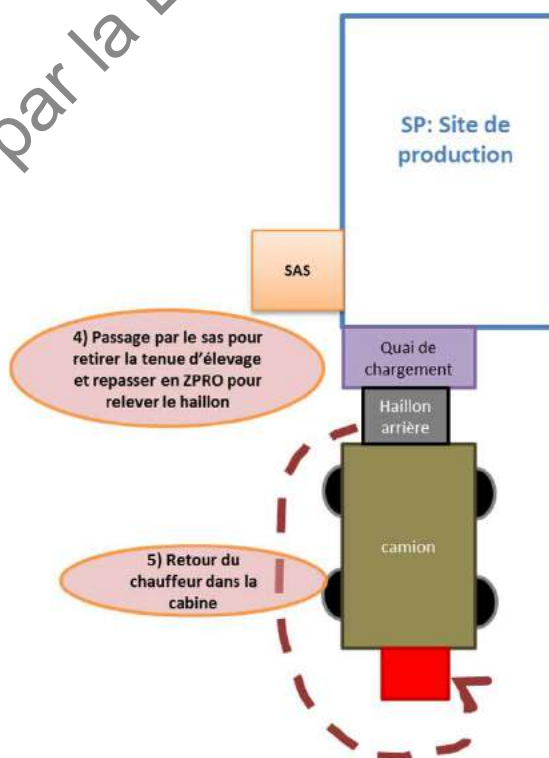 par la
SP: Site de
production
SAS
4) Passage par le sas pour
retirer la tenue d'élevage
et repasser en ZPRO pour
relever le haillon
Quai de
chargement
Haillon
arrière
camion
5) Retour du
chauffeur dans la
cabine